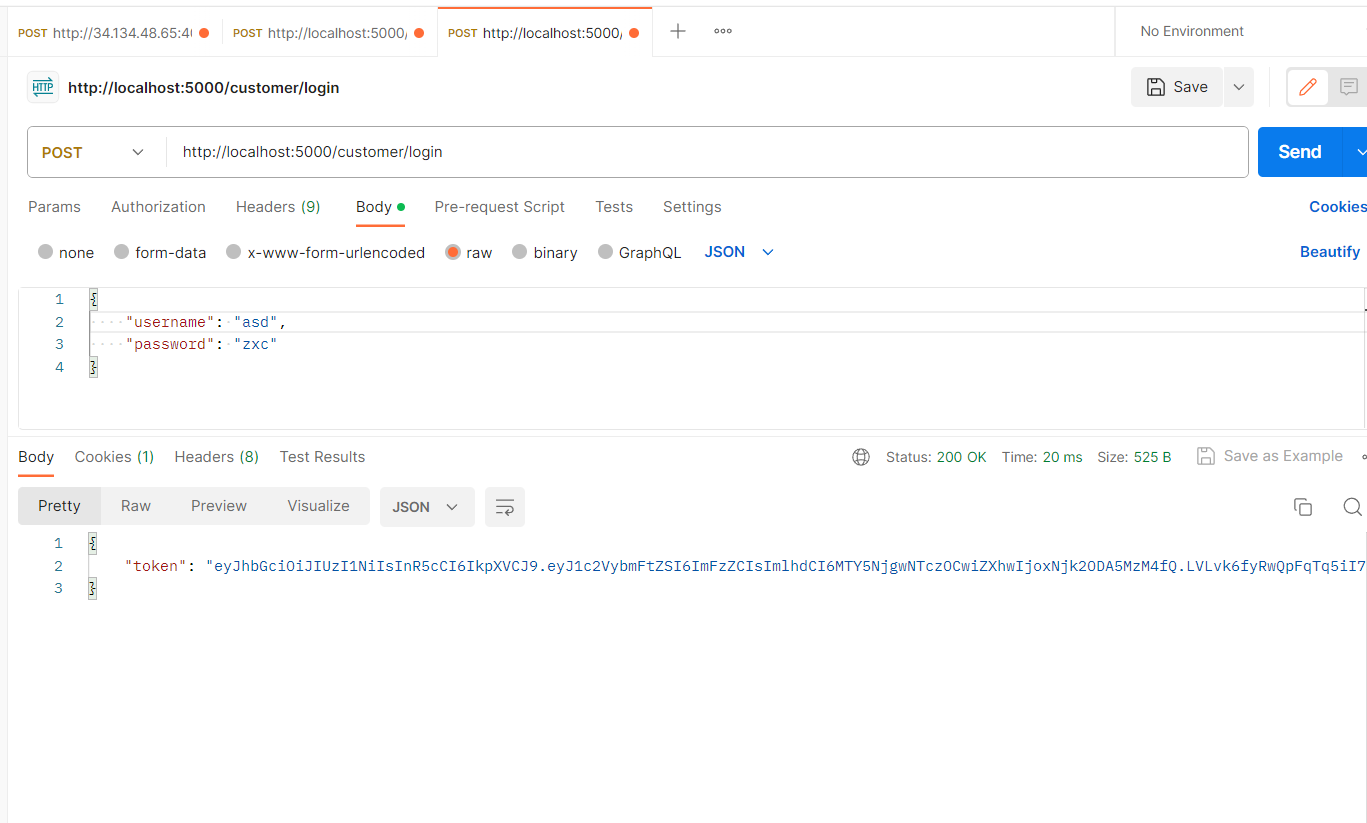 POST http://34.134.48.65:4 POST http://localhost:5000/ POST http://localhost:5000/ No Environment
HTTP http://localhost:5000/customer/login Save
POST http://localhost:5000/customer/login Send
Params Authorization Headers (9) Body Pre-request Script Tests Settings Cookies
none form-data x-www-form-urlencoded raw binary GraphQL JSON Beautify
1 {
2 "username": "asd",
3 "password": "zxc"
4 }
Body Cookies (1) Headers (8) Test Results Status: 200 OK Time: 20 ms Size: 525 B Save as Example
Pretty Raw Preview Visualize JSON
1 {
2 "token": "eyJhbGciOiJIUzI1NiIsInR5cCI6IkpXVCJ9.eyJ1c2VybmFtZSI6ImFzZCIsImlhdCI6MTY5NjgwNTczOCwiZXhwIjoxNjk2ODA5MzM4fQ.LVLvk6fyRwQpFqTq5iI7
3 }